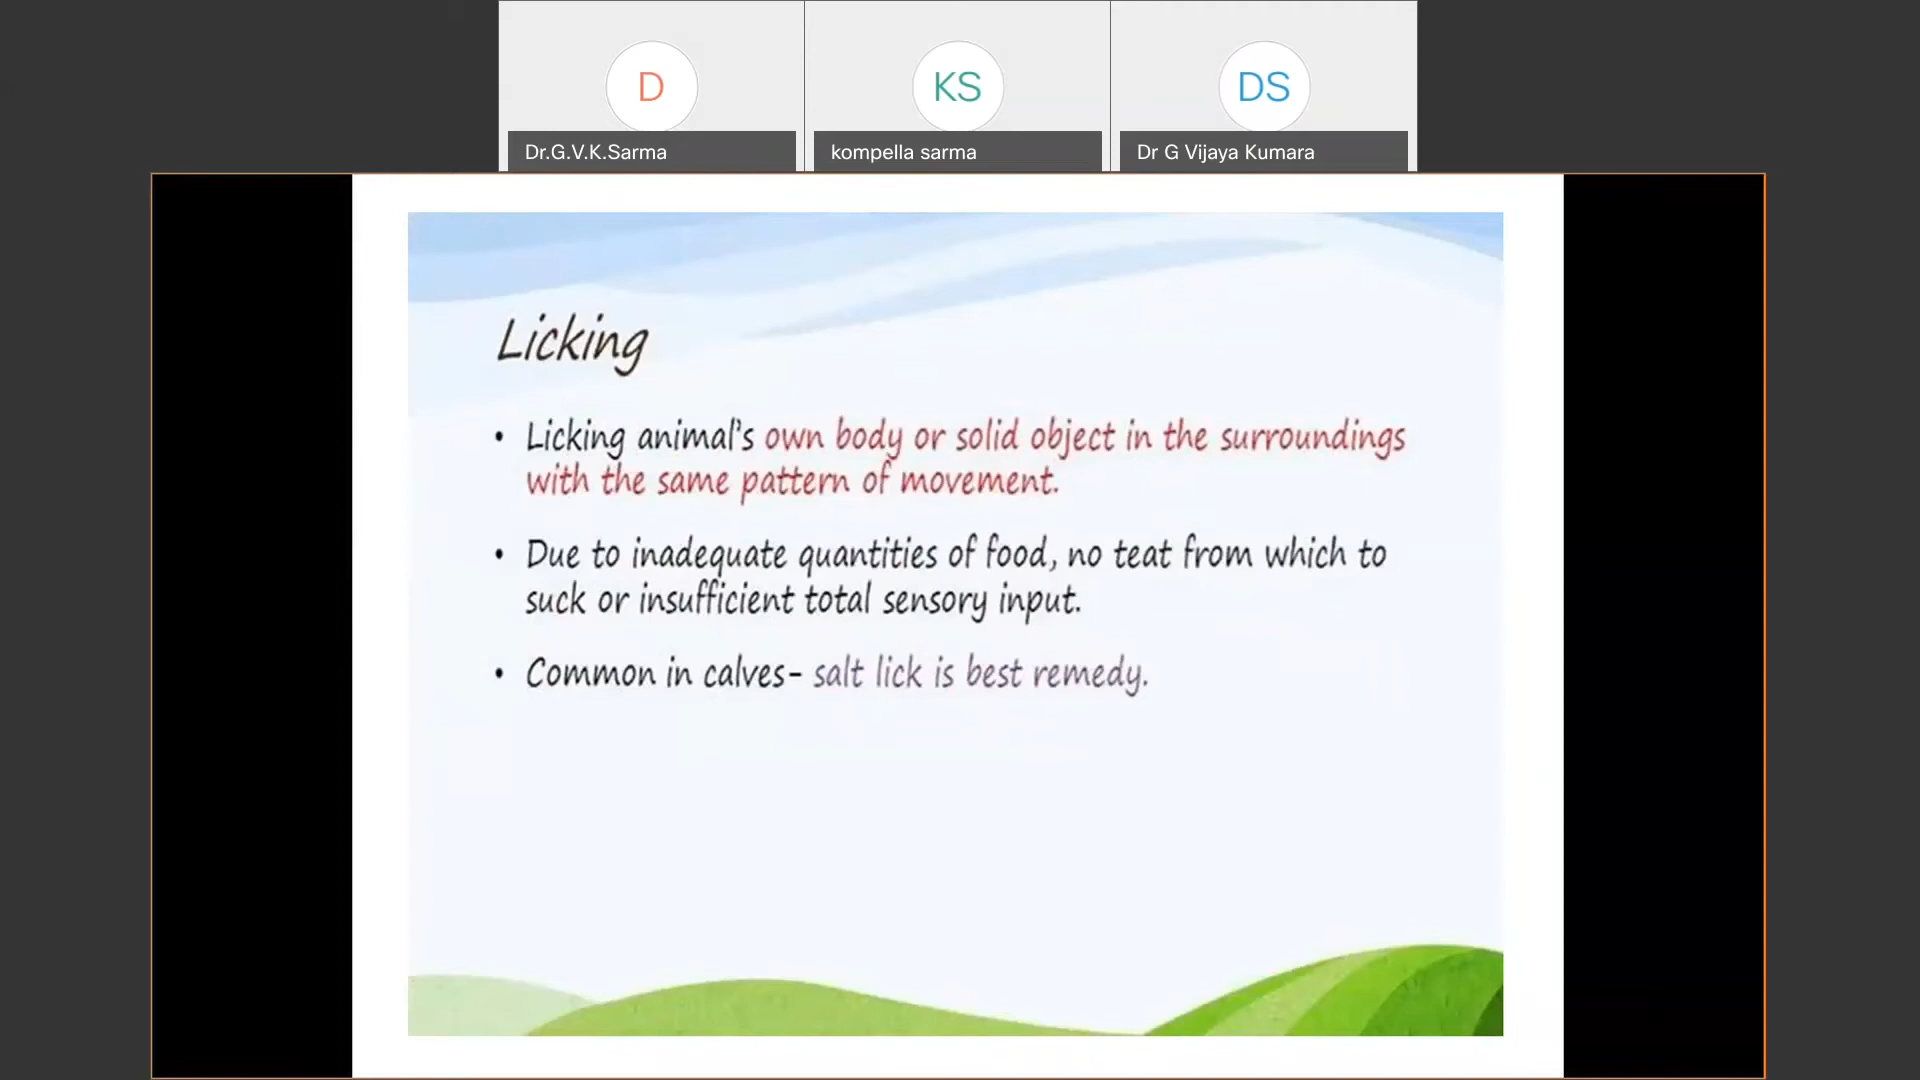 D
KS
DS
Dr.G.V.K.Sarma
kompella sarma
Dr G Vijaya Kumara
Licking
• Licking animal's own body or solid object in the surroundings
with the same pattern of movement.
• Due to inadequate quantities of food, no teat from which to
suck or insufficient total sensory input.
• Common in calves- salt lick is best remedy.